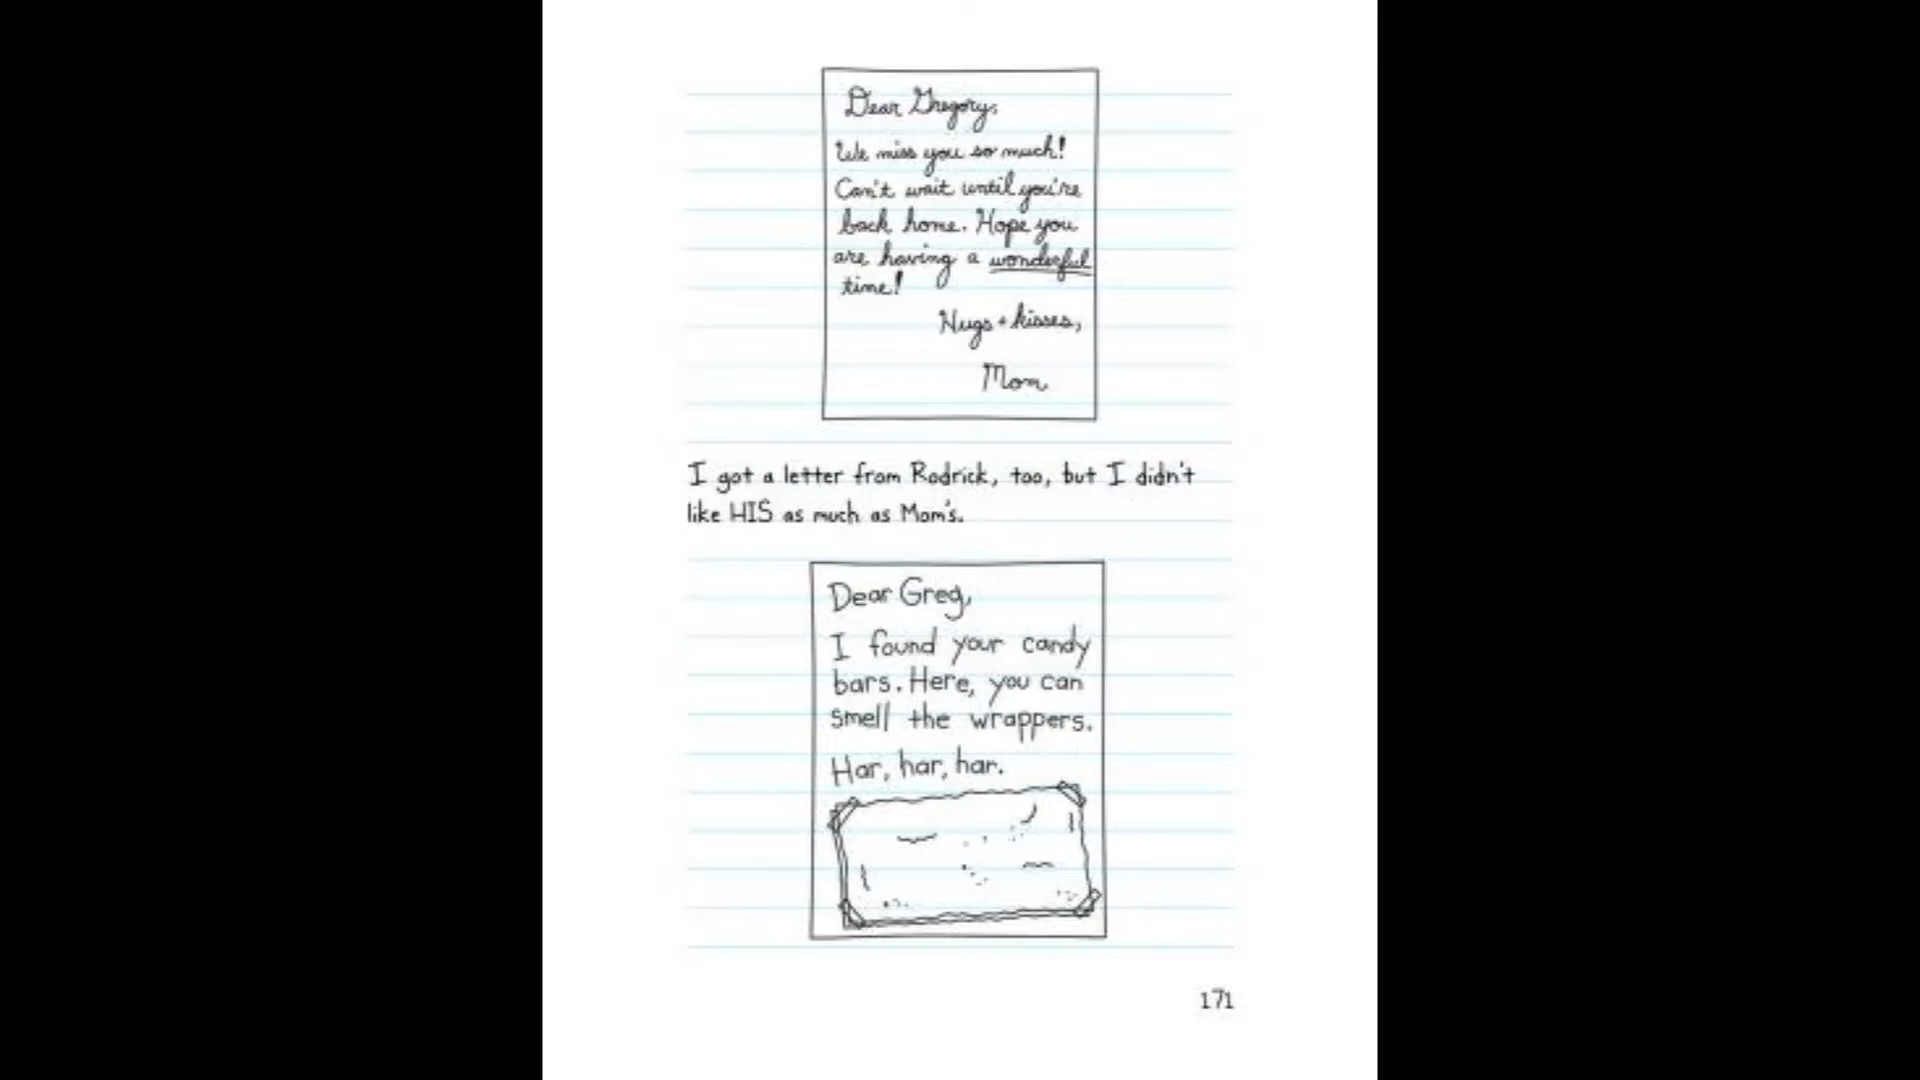 Dear Gregory,
We miss you so much!
Can't wait until you're
back home. Hope you
are having a wonderful
time!
Hugs + kisses,
Mom
I got a letter from Rodrick, too, but I didn't
like HIS as much as Mom's.
Dear Greg,
I found your candy
bars. Here, you can
smell the wrappers.
Har, har, har.
171